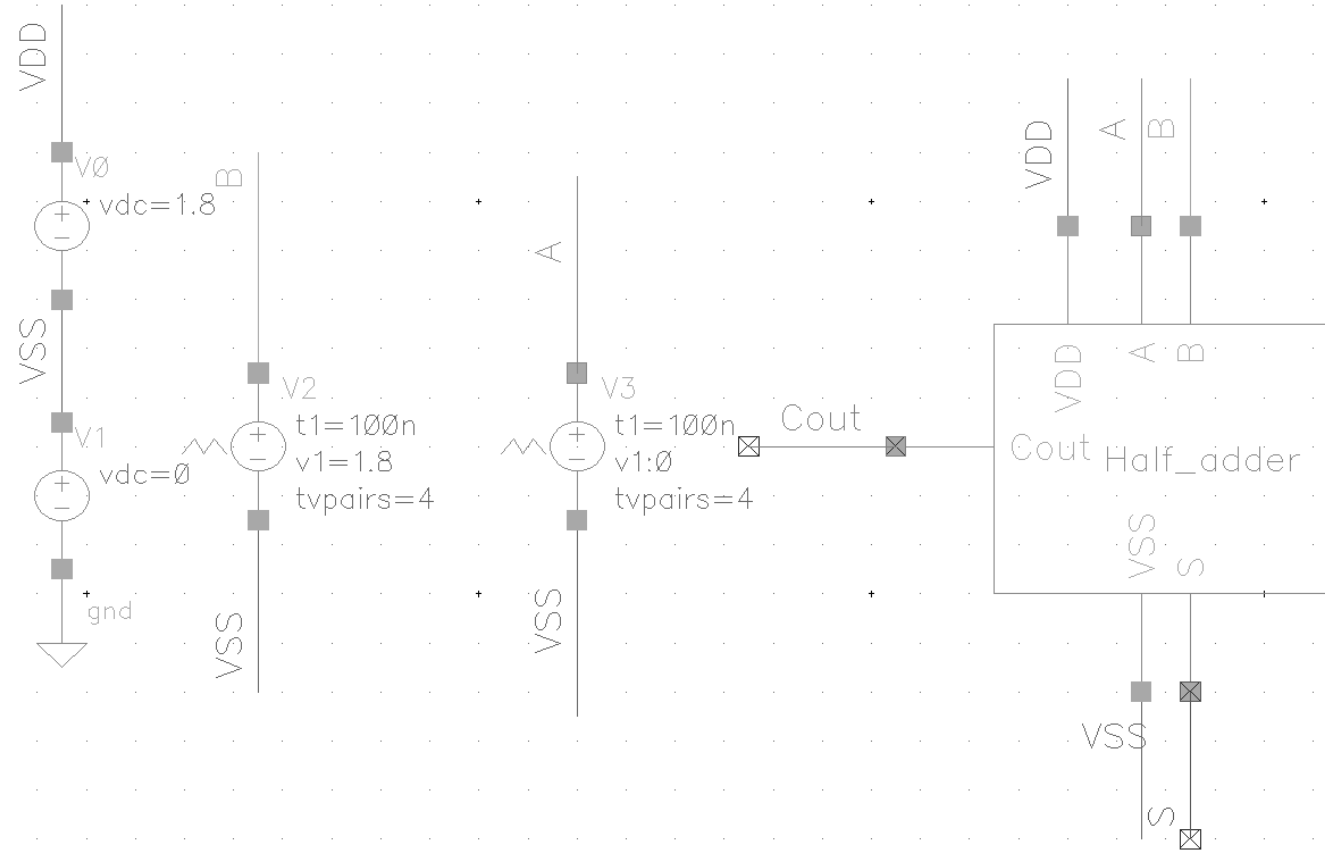 VDD
V0
vdc=1.8
VSS
V1
vdc=0
gnd
B
V2
t1=100n
v1=1.8
tvpairs=4
VSS
A
V3
t1=100n
v1:0
tvpairs=4
VSS
Cout
VDD
A
B
VDD
A
B
Cout
Half_adder
VSS
S
VSS
S